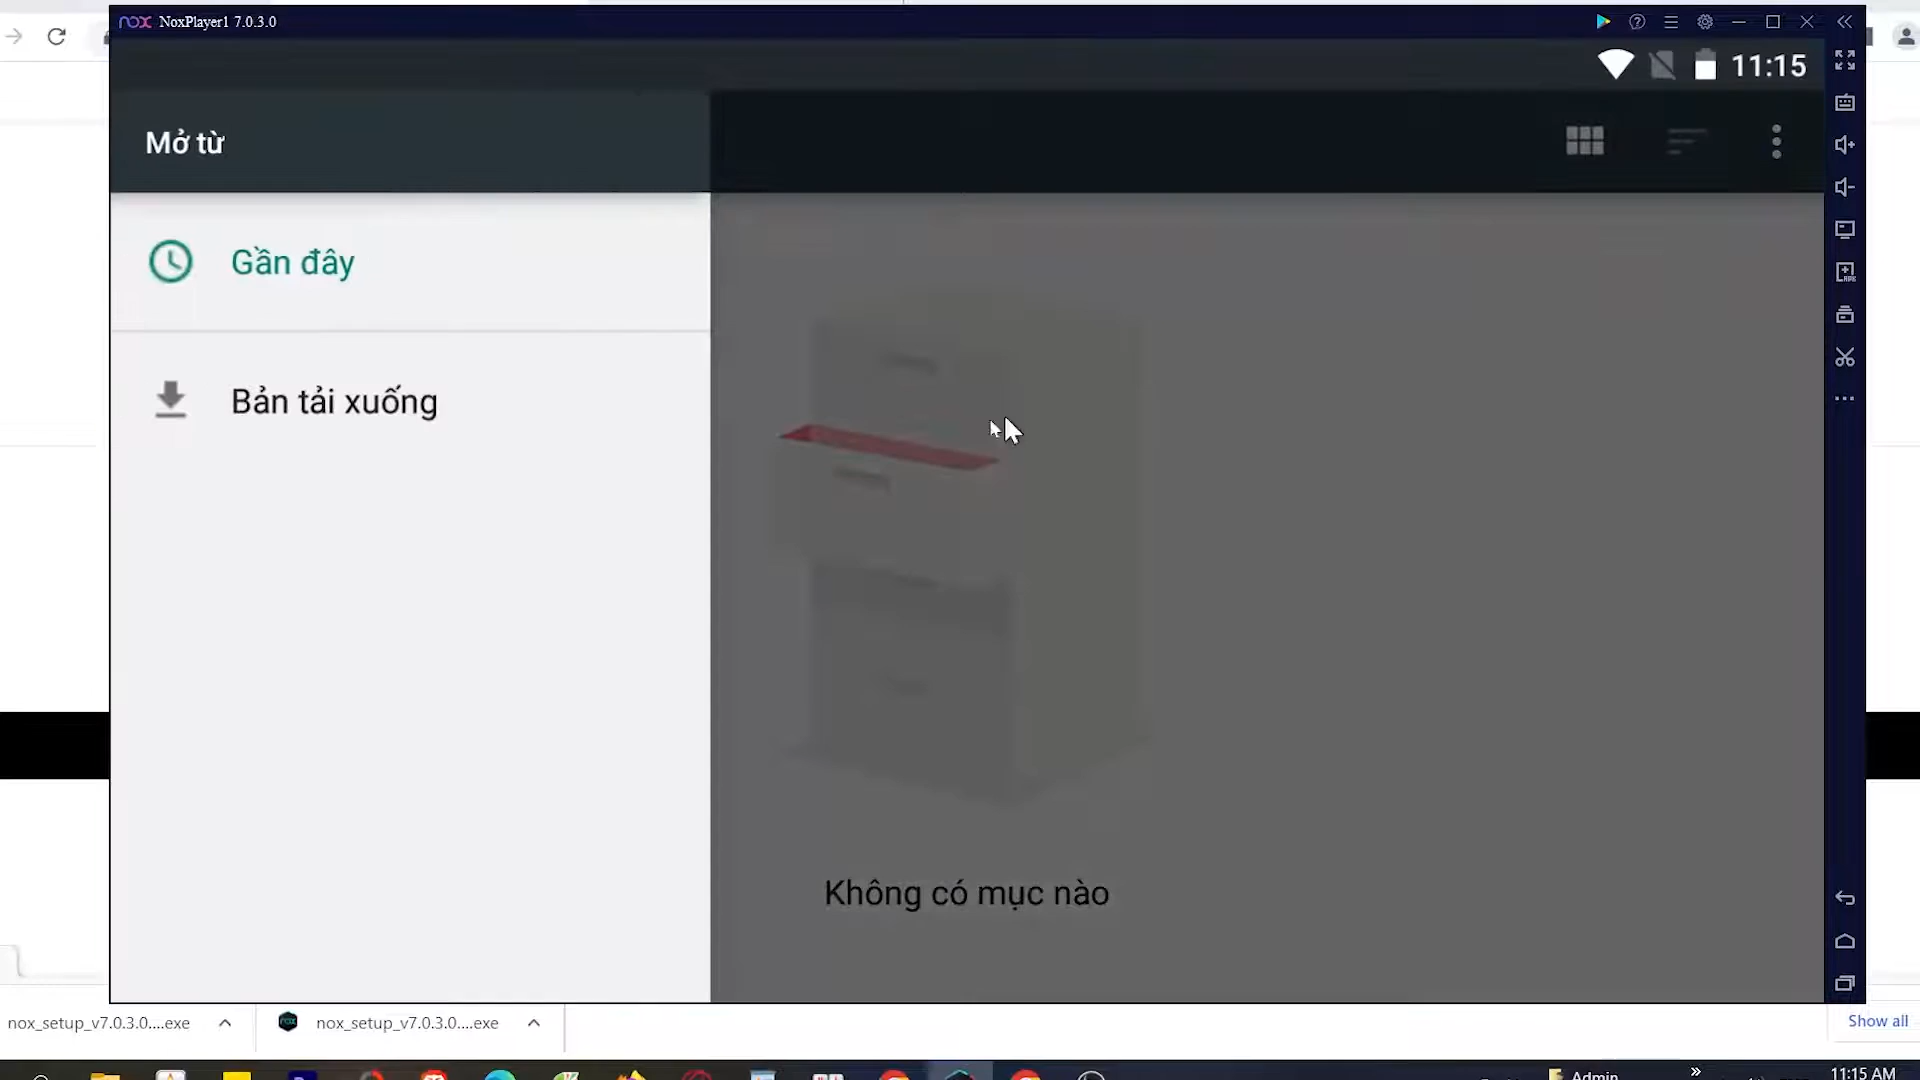 nox NoxPlayer1 7.0.3.0
11:15
Mở từ
Gần đây
Bản tải xuống
Không có mục nào
nox_setup_v7.0.3.0....exe
nox_setup_v7.0.3.0....exe
Show all
Admin
11:15 AM